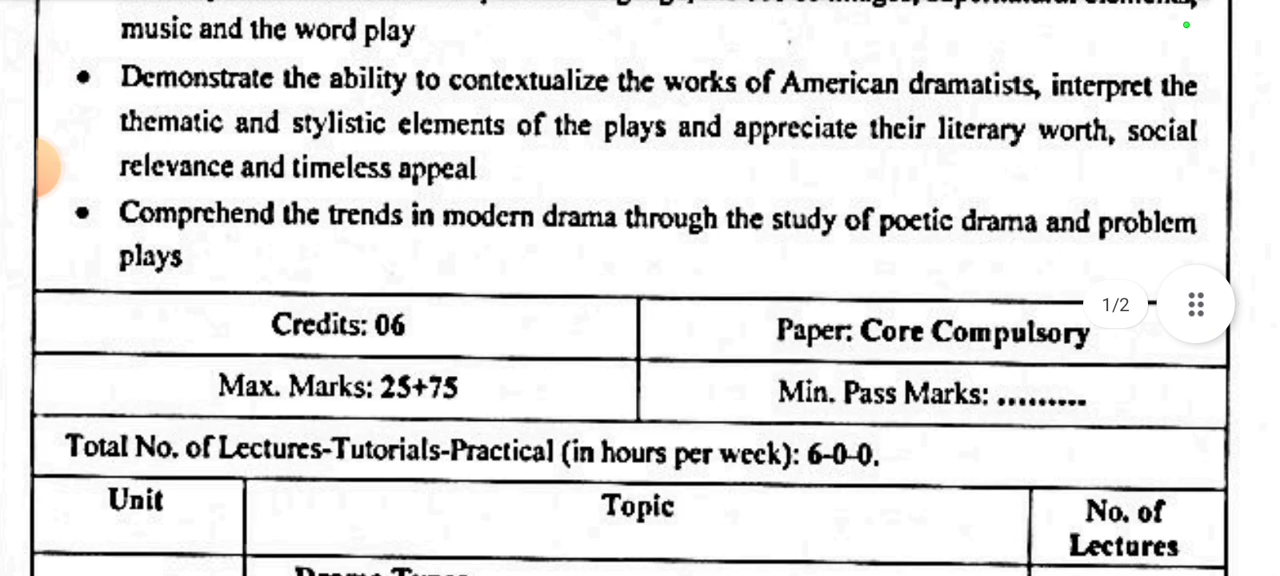 music and the word play
• Demonstrate the ability to contextualize the works of American dramatists, interpret the
thematic and stylistic elements of the plays and appreciate their literary worth, social
relevance and timeless appeal
• Comprehend the trends in modern drama through the study of poetic drama and problem
plays
1/2
Credits: 06
Paper: Core Compulsory
Max. Marks: 25+75
Min. Pass Marks: .........
Total No. of Lectures-Tutorials-Practical (in hours per week): 6-0-0.
Unit
Topic
No. of
Lectures